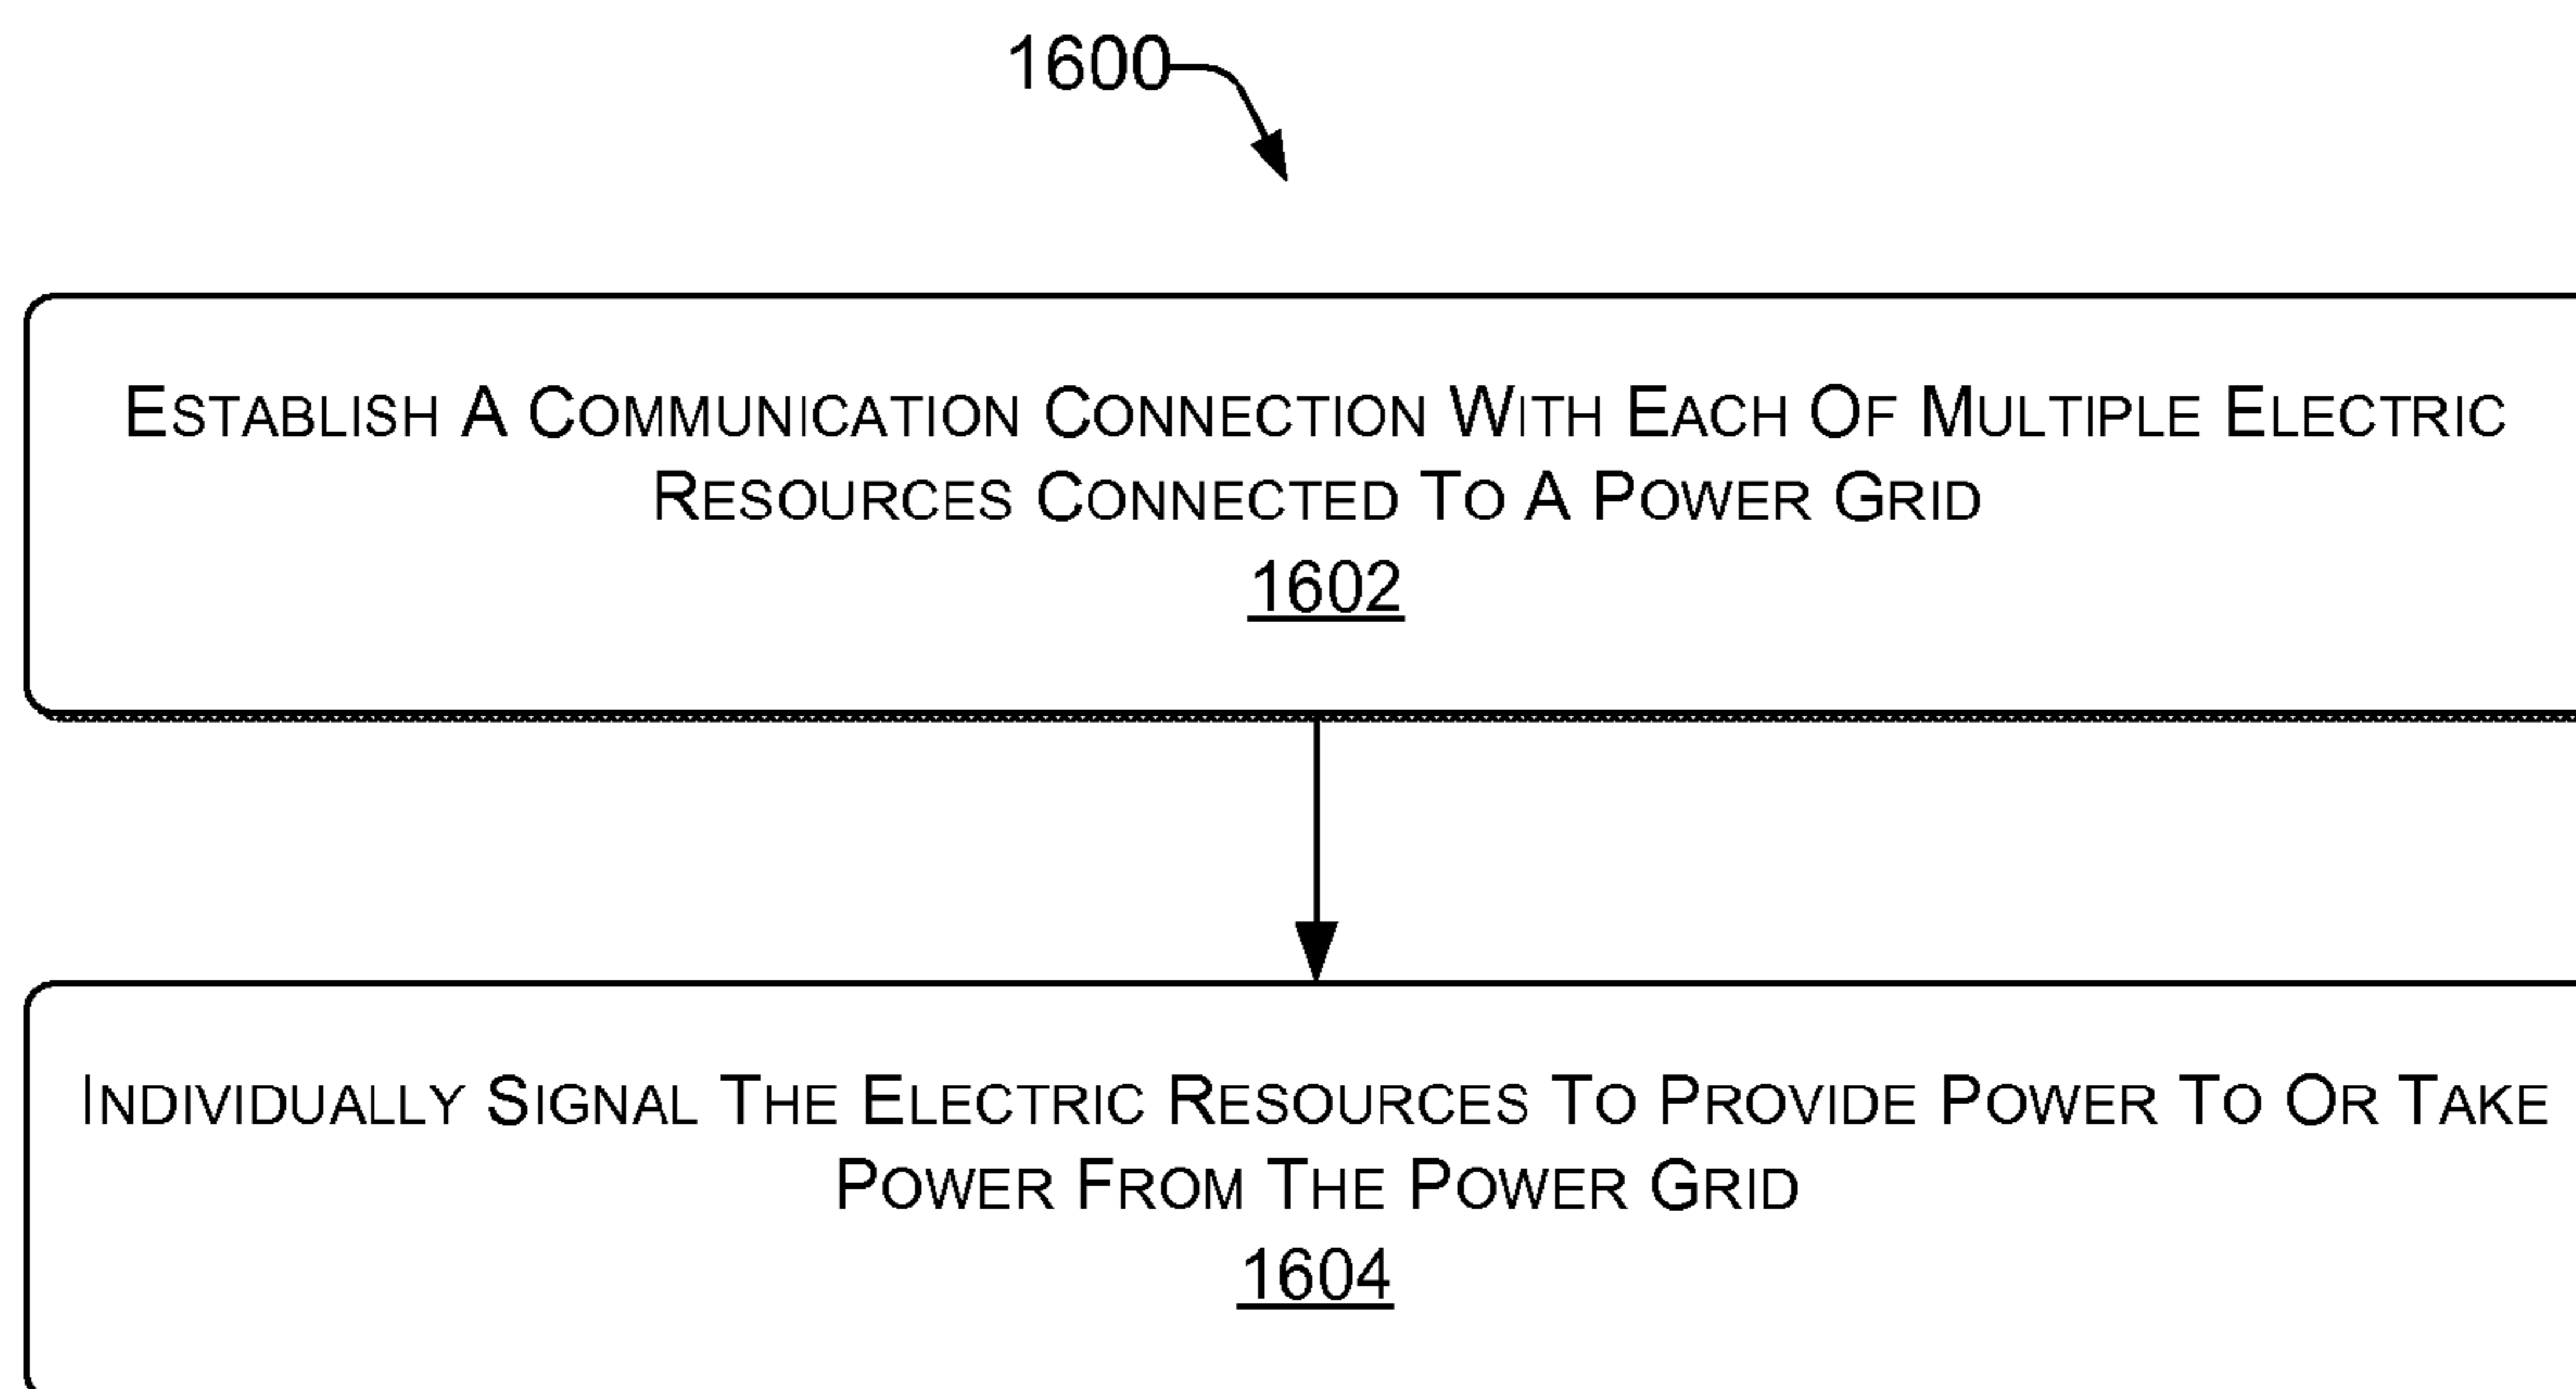 1600
ESTABLISH A COMMUNICATION CONNECTION WITH EACH OF MULTIPLE ELECTRIC
RESOURCES CONNECTED TO A POWER GRID
1602
INDIVIDUALLY SIGNAL THE ELECTRIC RESOURCES TO PROVIDE POWER TO OR TAKE
POWER FROM THE POWER GRID
1604